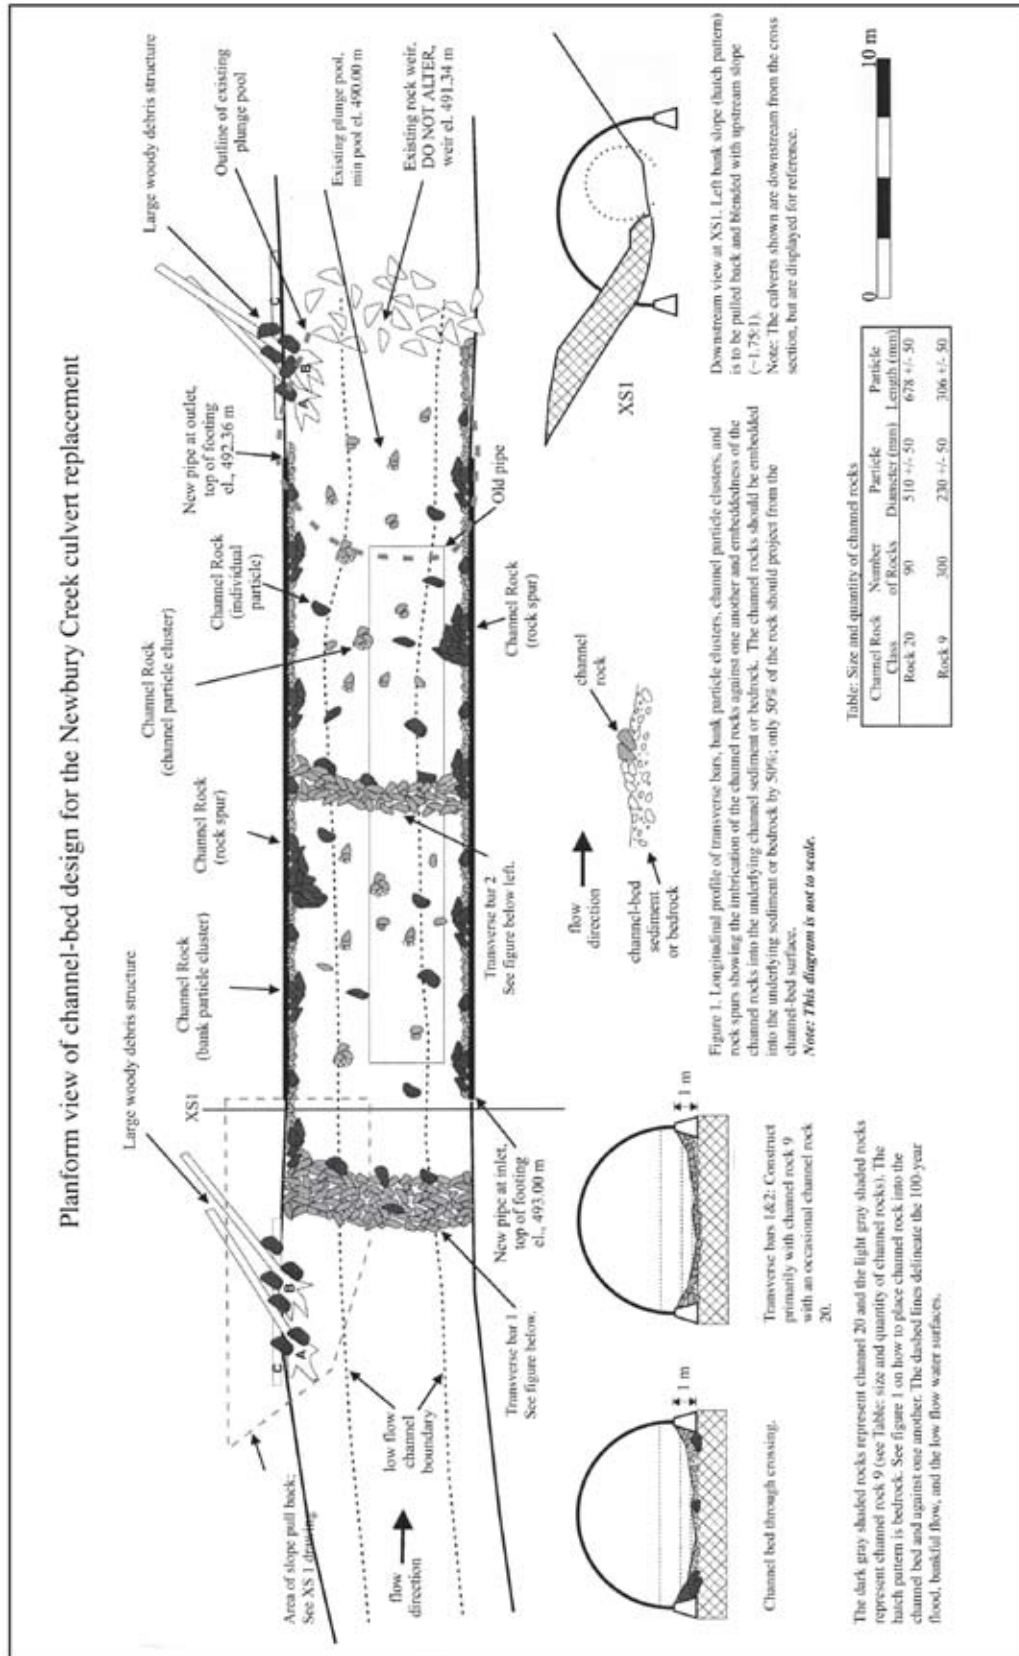 Planform view of channel-bed design for the Newbury Creek culvert replacement
Large woody debris structure
Channel Rock
(bank particle cluster)
Channel Rock
(rock spur)
Channel Rock
(channel particle cluster)
Channel Rock
(individual
particle)
New pipe at outlet,
top of footing
el., 492.36 m
Large woody debris structure
Outline of existing
plunge pool
Existing plunge pool,
min pool el. 490.00 m
Existing rock weir.
DO NOT ALTER,
weir el. 491.34 m
Area of slope pull back;
See XS 1 drawing
XS1
C
B
A
A
B
C
flow
direction
low flow
channel
boundary
Transverse bar 1
See figure below.
New pipe at inlet,
top of footing
el., 493.00 m
Transverse bar 2
See figure below left.
Channel Rock
(rock spur)
Old pipe
1 m
Channel bed through crossing.
1 m
Transverse bars 1&2: Construct
primarily with channel rock 9
with an occasional channel rock
20.
flow
direction
channel
rock
channel-bed
sediment
or bedrock
Figure 1. Longitudinal profile of transverse bars, bank particle clusters, channel particle clusters, and
rock spurs showing the imbrication of the channel rocks against one another and embeddedness of the
channel rocks into the underlying channel sediment or bedrock. The channel rocks should be embedded
into the underlying sediment or bedrock by 50%; only 50% of the rock should project from the
channel-bed surface.
Note: This diagram is not to scale.
XS1
Downstream view at XS1. Left bank slope (hatch pattern)
is to be pulled back and blended with upstream slope
(~1.75:1).
Note: The culverts shown are downstream from the cross
section, but are displayed for reference.
The dark gray shaded rocks represent channel 20 and the light gray shaded rocks
represent channel rock 9 (see Table; size and quantity of channel rocks). The
hatch pattern is bedrock. See figure 1 on how to place channel rock into the
channel bed and against one another. The dashed lines delineate the 100-year
flood, bankful flow, and the low flow water surfaces.
Table: Size and quantity of channel rocks
Channel Rock Number Particle Particle
Class of Rocks Diameter (mm) Length (mm)
Rock 20 90 510 +/- 50 678 +/- 50
Rock 9 300 230 +/- 50 306 +/- 50
0 10 m